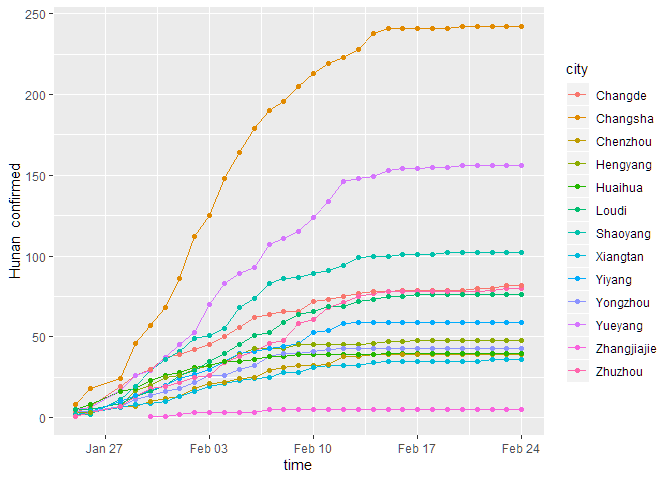 250
200
150
100
50
0
Hunan confirmed
Jan 27
Feb 03
Feb 10
Feb 17
Feb 24
time
city
Changde
Changsha
Chenzhou
Hengyang
Huaihua
Loudi
Shaoyang
Xiangtan
Yiyang
Yongzhou
Yueyang
Zhangjiajie
Zhuzhou